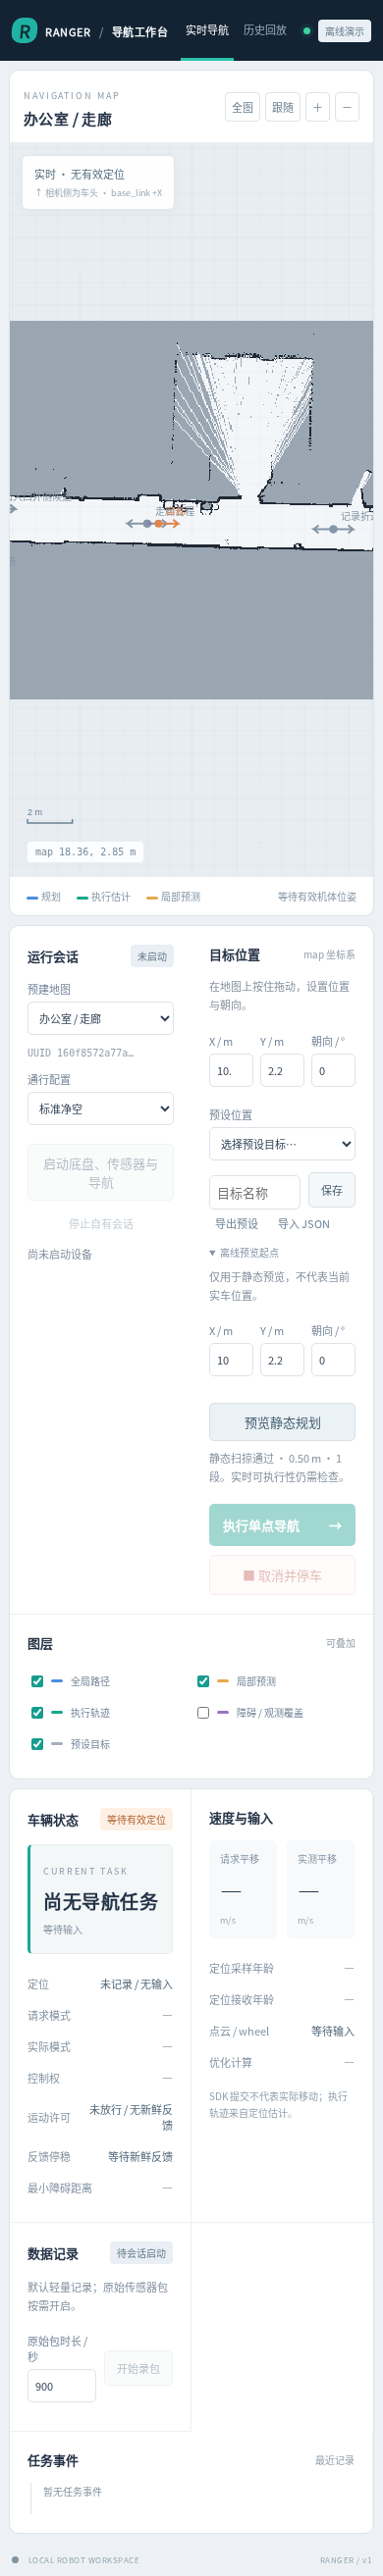 R RANGER / 导航工作台 实时导航 历史回放 离线演示
NAVIGATION MAP
办公室 / 走廊
全图 跟随 + −
实时 · 无有效定位
↑ 相机侧为车头 · base_link +X
记录折
2 m
map 18.36, 2.85 m
规划 执行估计 局部预测 等待有效机体位姿
运行会话 未启动
预建地图
办公室 / 走廊
UUID 160f8572a77a…
通行配置
标准净空
启动底盘、传感器与
导航
停止自有会话
尚未启动设备
目标位置 map 坐标系
在地图上按住拖动，设置位
置与朝向。
X / m Y / m 朝向 / °
10. 2.2 0
预设位置
选择预设目标…
目标名称 保存
导出预设 导入 JSON
▼ 离线预览起点
仅用于静态预览，不代表当前
实车位置。
X / m Y / m 朝向 / °
10 2.2 0
预览静态规划
静态扫掠通过 · 0.50 m · 1
段。实时可执行性仍需检查。
执行单点导航 →
■ 取消并停车
图层 可叠加
全局路径 局部预测
执行轨迹 障碍 / 观测覆盖
预设目标
车辆状态 等待有效定位
CURRENT TASK
尚无导航任务
等待输入
定位 未记录 / 无输入
请求模式 —
实际模式 —
控制权 —
运动许可 未放行 / 无新鲜反
馈
反馈停稳 等待新鲜反馈
最小障碍距离 —
速度与输入
请求平移 实测平移
— —
m/s m/s
定位采样年龄 —
定位接收年龄 —
点云 / wheel 等待输入
优化计算 —
SDK 提交不代表实际移动；执行
轨迹来自定位估计。
数据记录 待会话启动
默认轻量记录；原始传感器包
按需开启。
原始包时长 /
秒
900 开始录包
任务事件 最近记录
暂无任务事件
LOCAL ROBOT WORKSPACE RANGER / v1